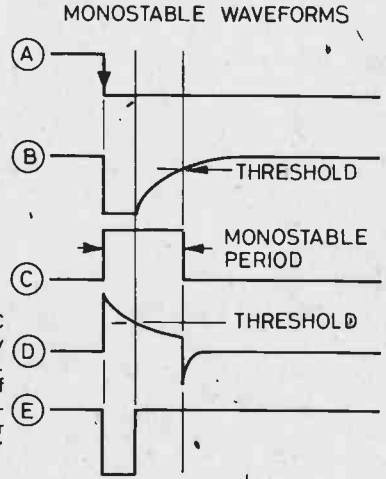 MONOSTABLE WAVEFORMS
A
B
THRESHOLD
MONOSTABLE
PERIOD
C
THRESHOLD
D
E